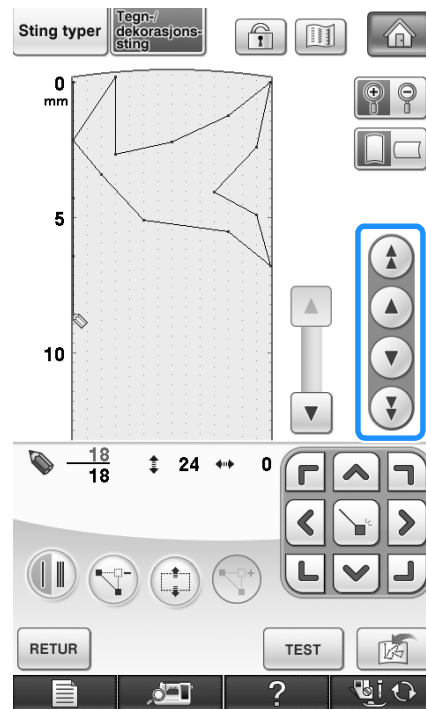 Sting typer
Tegn-/
dekorasjons-
sting
0
mm
5
10
18
18
24
0
RETUR
TEST
?